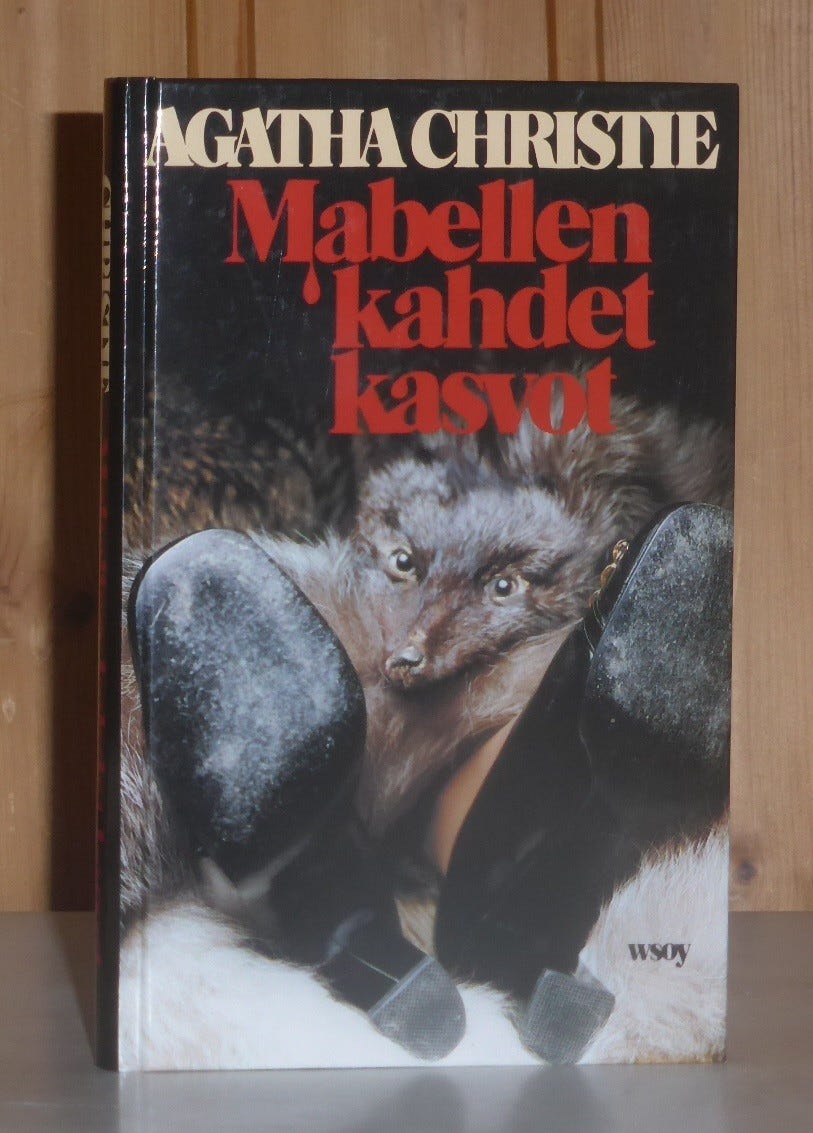 AGATHA CHRISTIE
Mabellen
kahdet
kasvot
wsoy